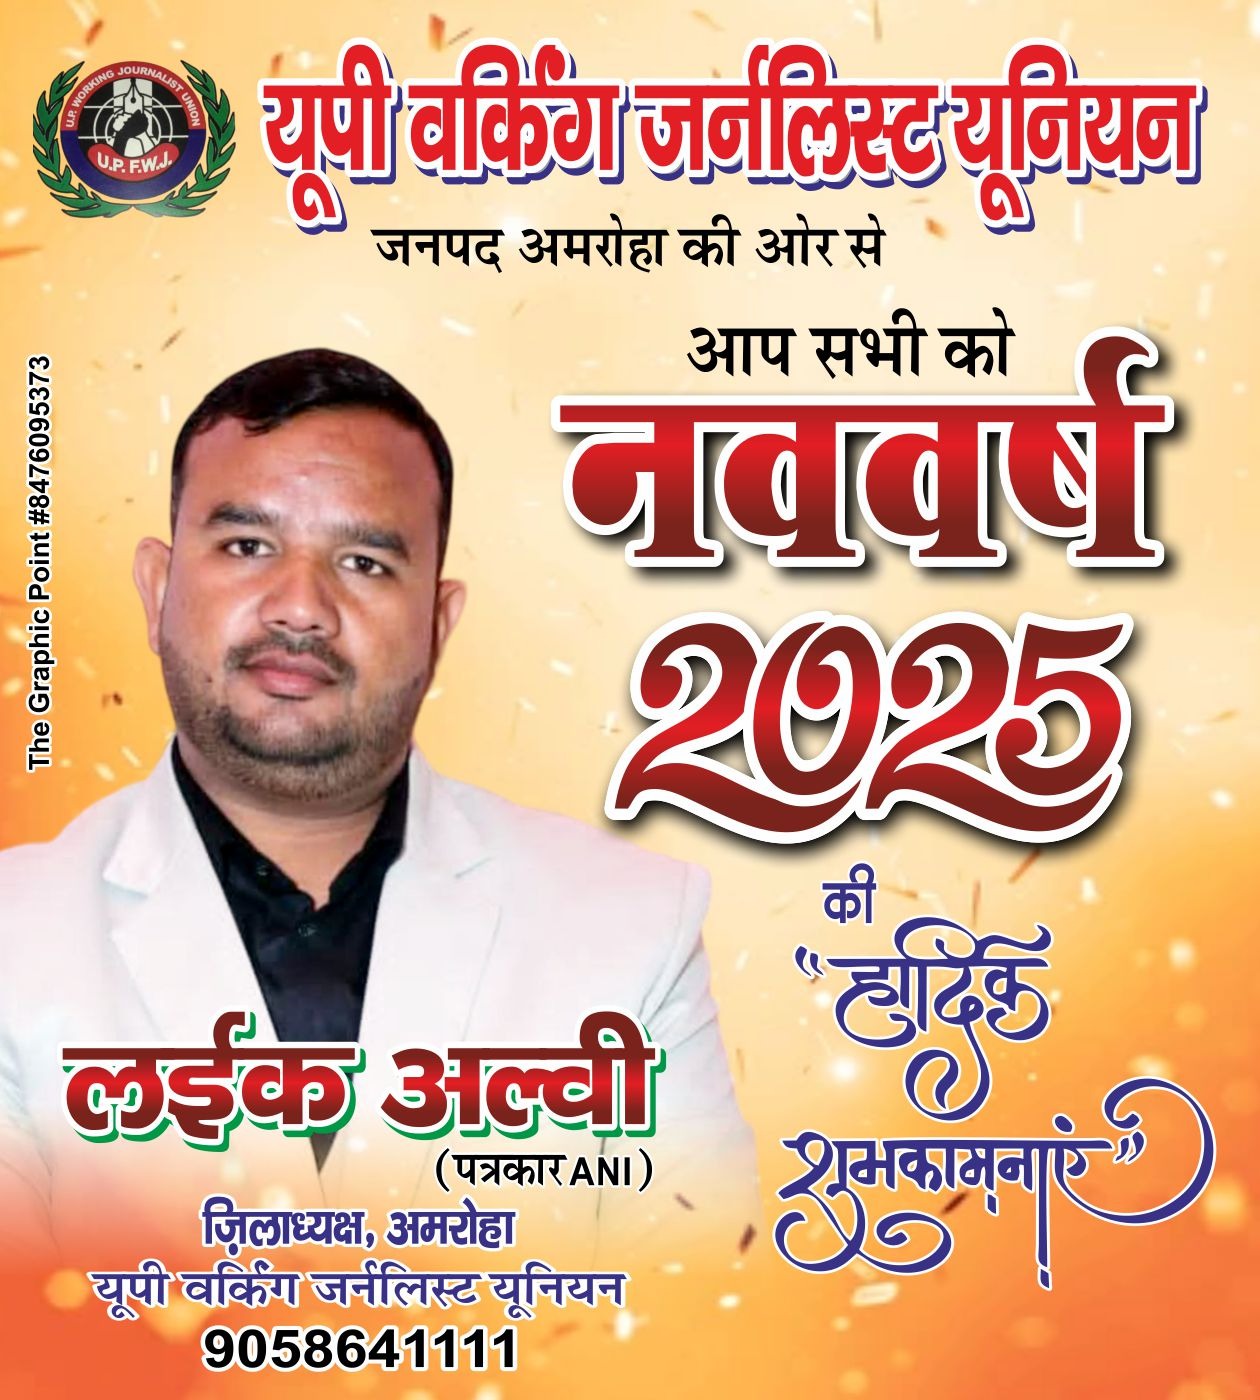 U.P. WORKING JOURNALIST UNION
U.P.F.W.J.
यूपी वर्किंग जर्नलिस्ट यूनियन
जनपद अमरोहा की ओर से
आप सभी को
नववर्ष
2025
की
“हार्दिक
शुभकामनाएं”
The Graphic Point #8476095373
लईक अल्वी
(पत्रकार ANI)
ज़िलाध्यक्ष, अमरोहा
यूपी वर्किंग जर्नलिस्ट यूनियन
9058641111